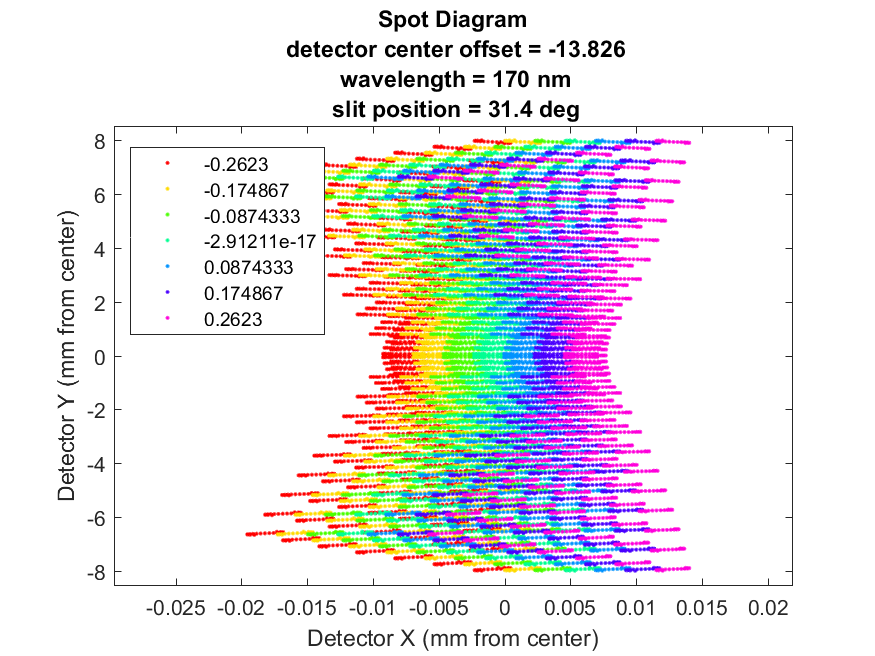 Spot Diagram
detector center offset = -13.826
wavelength = 170 nm
slit position = 31.4 deg
8
6
4
2
0
-2
-4
-6
-8
Detector Y (mm from center)
-0.2623
-0.174867
-0.0874333
-2.91211e-17
0.0874333
0.174867
0.2623
-0.025 -0.02 -0.015 -0.01 -0.005 0 0.005 0.01 0.015 0.02
Detector X (mm from center)